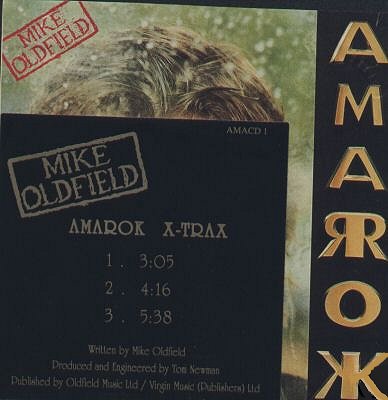 MIKE
OLDFIELD
AMAROK
AMACD 1
MIKE
OLDFIELD
AMAROK X-TRAX
1 . 3:05
2 . 4:16
3 . 5:38
Written by Mike Oldfield
Produced and Engineered by Tom Newman
Published by Oldfield Music Ltd / Virgin Music (Publishers) Ltd